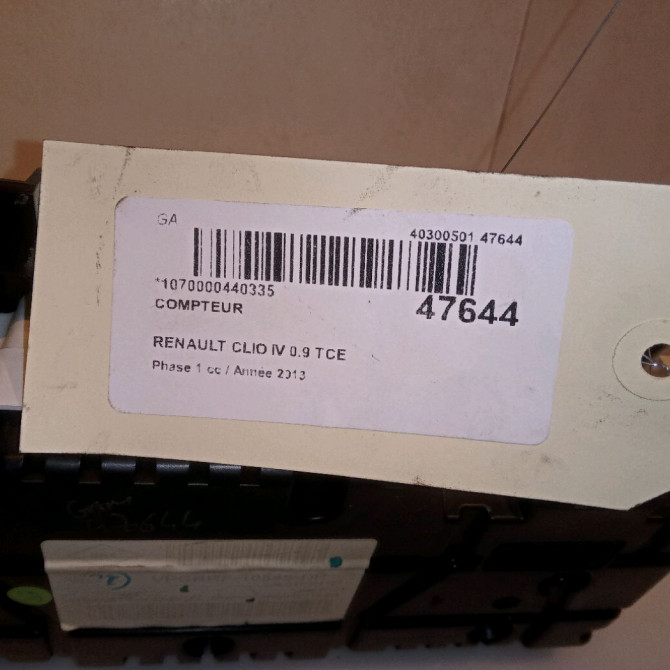 GA
40300501 47644
*1070000440335
COMPTEUR
47644
RENAULT CLIO IV 0.9 TCE
Phase 1 cc / Année 2013